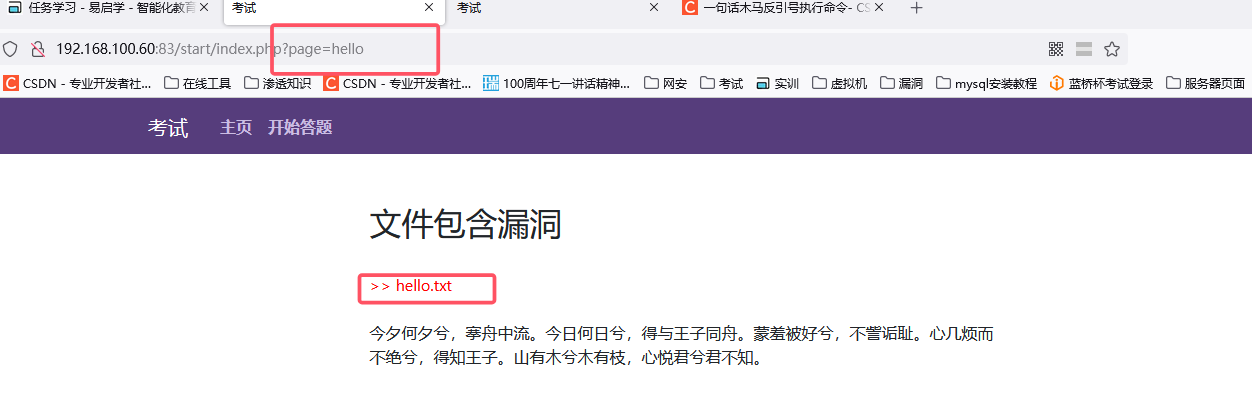 任务学习 - 易启学 - 智能化教育 × 考试 × 考试 × 一句话木马反引号执行命令- CS × +
192.168.100.60:83/start/index.php?page=hello
CSDN - 专业开发者社... 在线工具 渗透知识 CSDN - 专业开发者社... 100周年七一讲话精神... 网安 考试 实训 虚拟机 漏洞 mysql安装教程 蓝桥杯考试登录 服务器页面
考试 主页 开始答题
文件包含漏洞
>> hello.txt
今夕何夕兮，搴舟中流。今日何日兮，得与王子同舟。蒙羞被好兮，不訾诟耻。心几烦而
不绝兮，得知王子。山有木兮木有枝，心悦君兮君不知。